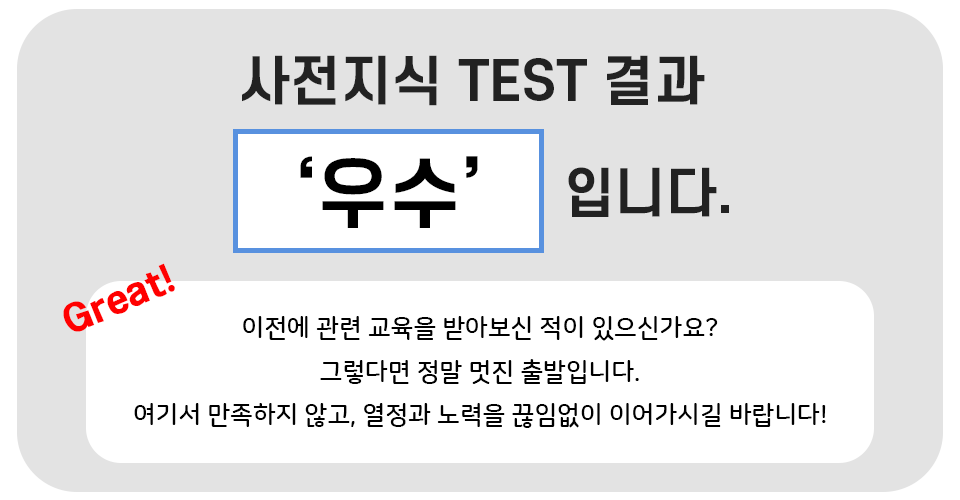 사전지식 TEST 결과
‘우수’ 입니다.
Great!
이전에 관련 교육을 받아보신 적이 있으신가요?
그렇다면 정말 멋진 출발입니다.
여기서 만족하지 않고, 열정과 노력을 끊임없이 이어가시길 바랍니다!